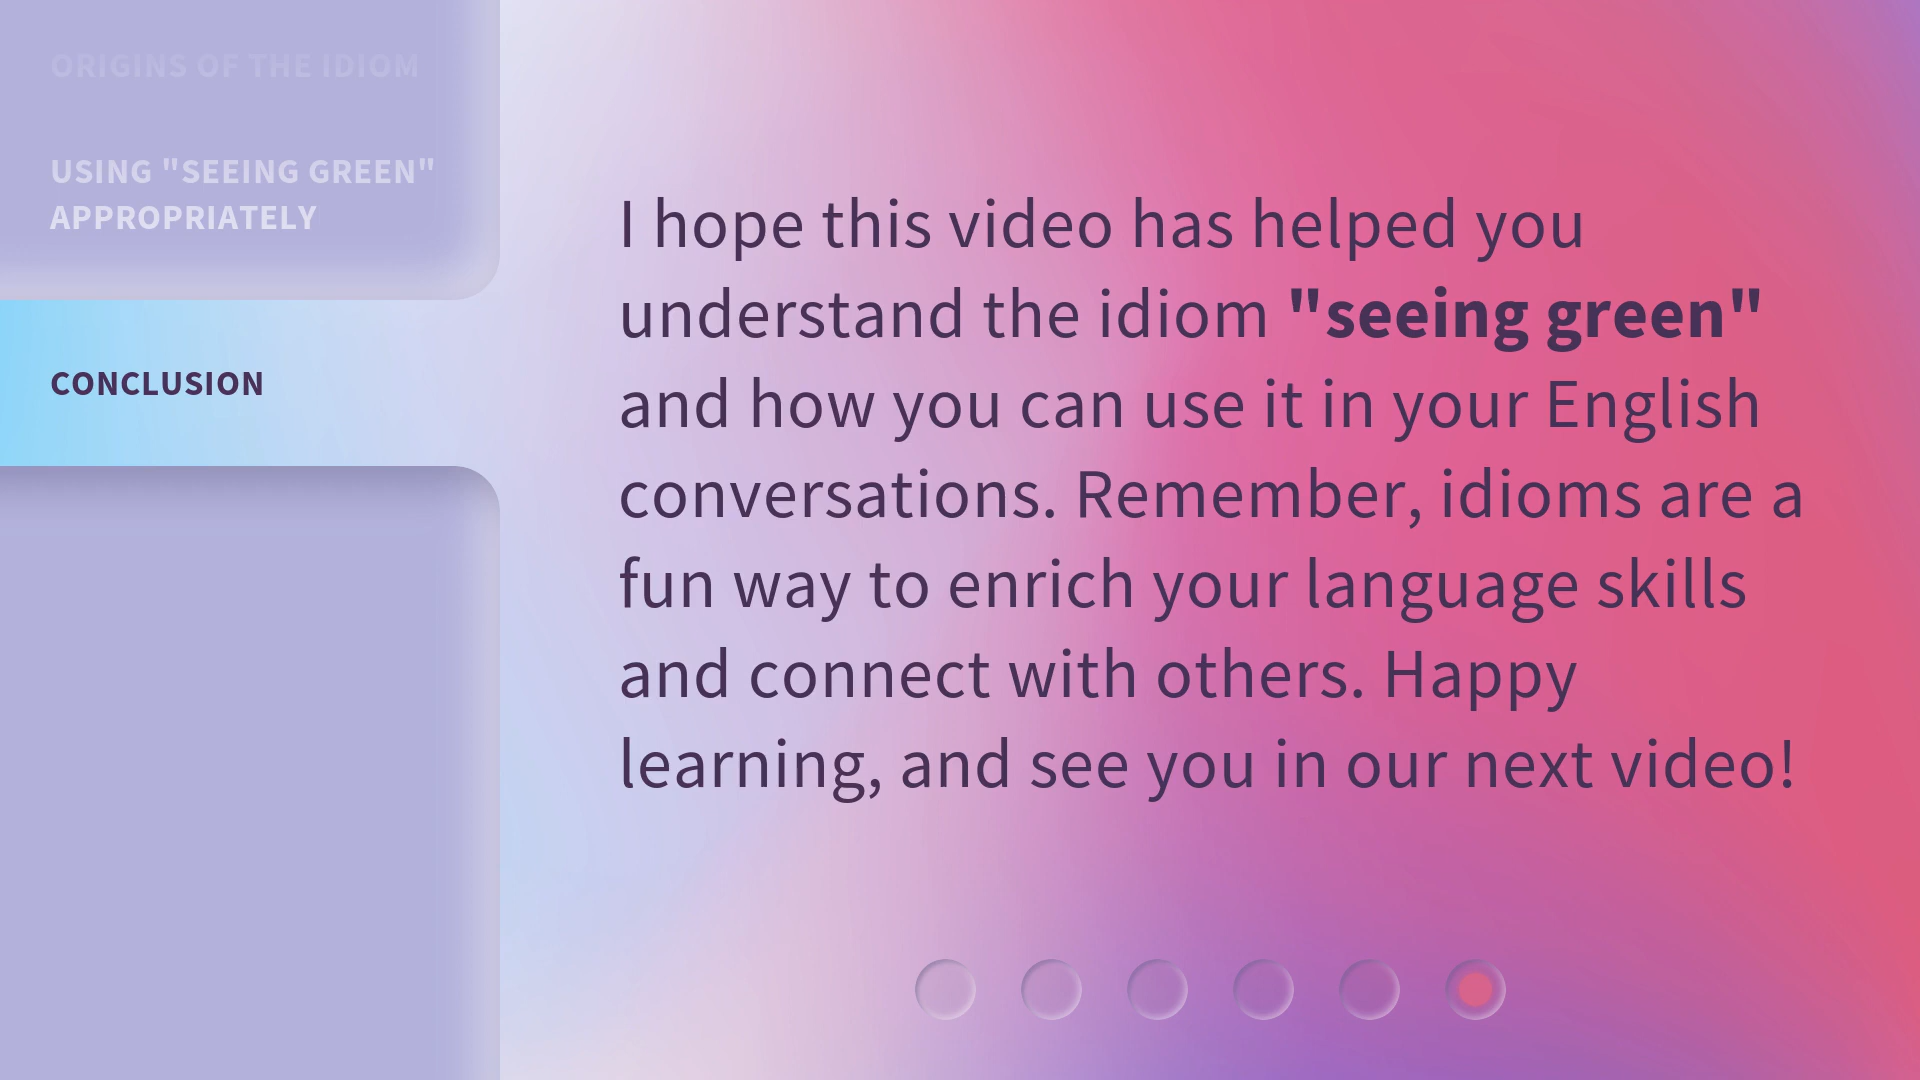 ORIGINS OF THE IDIOM
USING "SEEING GREEN"
APPROPRIATELY
CONCLUSION
I hope this video has helped you
understand the idiom "seeing green"
and how you can use it in your English
conversations. Remember, idioms are a
fun way to enrich your language skills
and connect with others. Happy
learning, and see you in our next video!